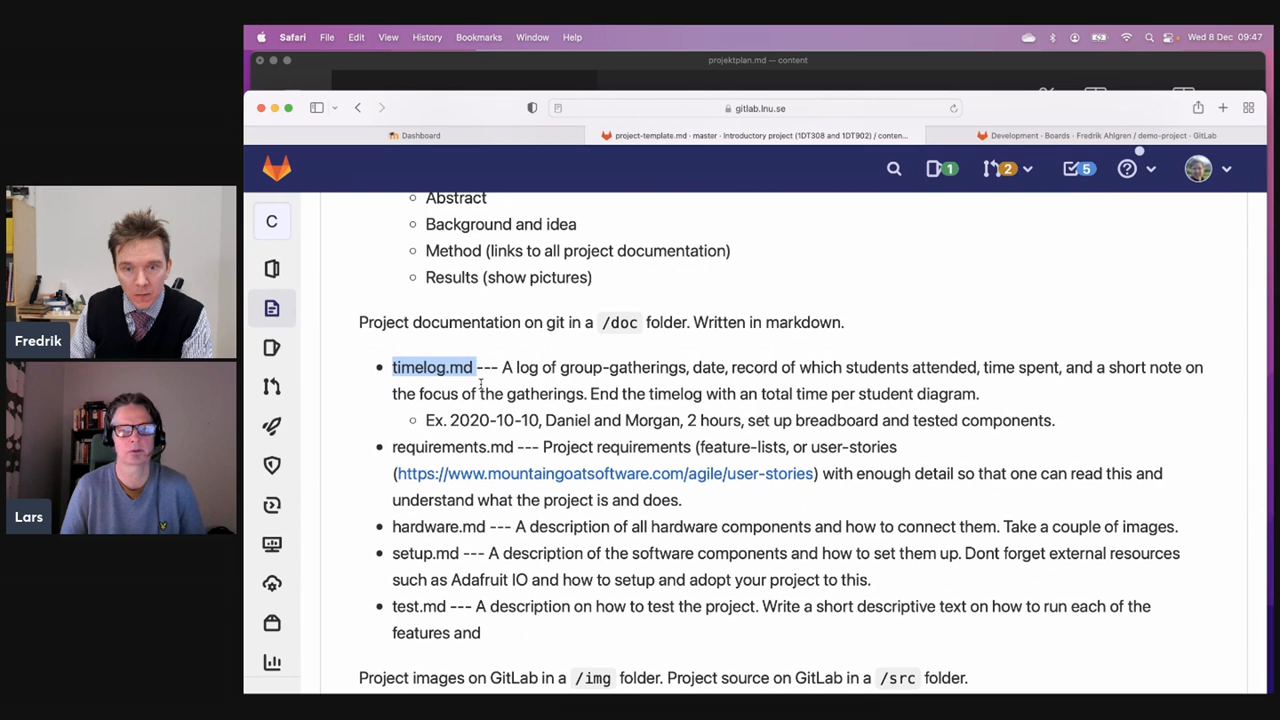 Safari File Edit View History Bookmarks Window Help Wed 8 Dec 09:47
projektplan.md — content
gitlab.lnu.se
Dashboard
project-template.md · master · Introductory project (1DT308 and 1DT902) / conten...
Development · Boards · Fredrik Ahlgren / demo-project · GitLab
1 2 5
C
Abstract
Background and idea
Method (links to all project documentation)
Results (show pictures)
Project documentation on git in a /doc folder. Written in markdown.
timelog.md --- A log of group-gatherings, date, record of which students attended, time spent, and a short note on
the focus of the gatherings. End the timelog with an total time per student diagram.
Ex. 2020-10-10, Daniel and Morgan, 2 hours, set up breadboard and tested components.
requirements.md --- Project requirements (feature-lists, or user-stories
(https://www.mountaingoatsoftware.com/agile/user-stories) with enough detail so that one can read this and
understand what the project is and does.
hardware.md --- A description of all hardware components and how to connect them. Take a couple of images.
setup.md --- A description of the software components and how to set them up. Dont forget external resources
such as Adafruit IO and how to setup and adopt your project to this.
test.md --- A description on how to test the project. Write a short descriptive text on how to run each of the
features and
Project images on GitLab in a /img folder. Project source on GitLab in a /src folder.
Fredrik
Lars